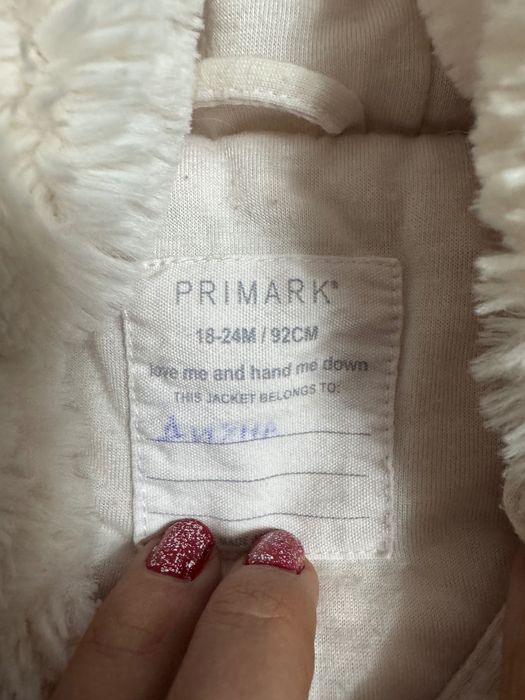 PRIMARK®
18-24M / 92CM
love me and hand me down
THIS JACKET BELONGS TO: